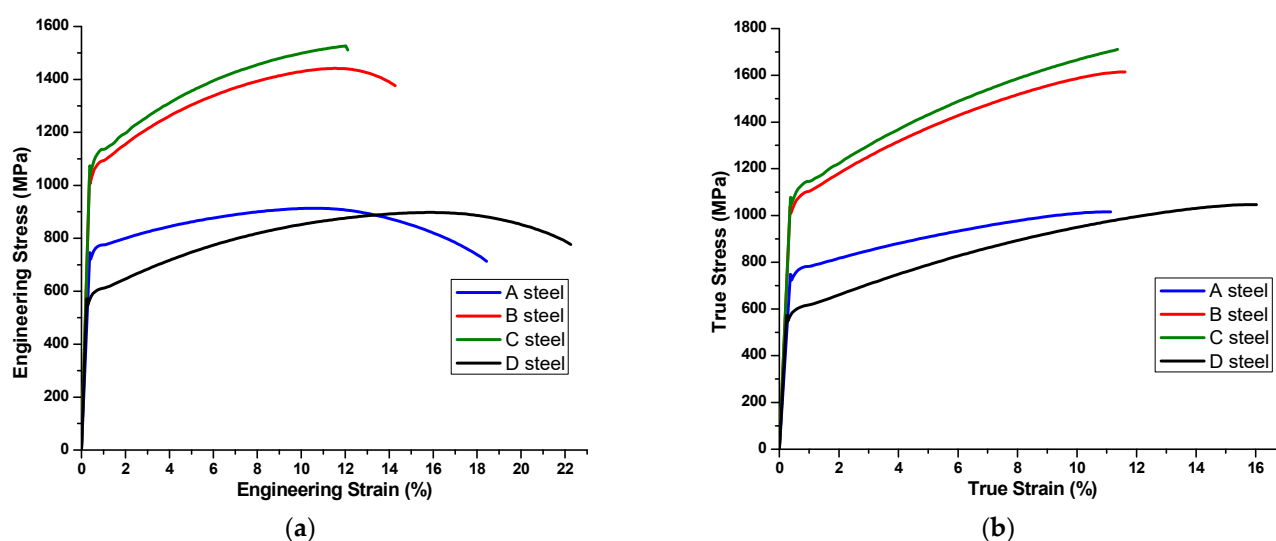 Engineering Stress (MPa)
1600
1400
1200
1000
800
600
400
200
0
0 2 4 6 8 10 12 14 16 18 20 22
Engineering Strain (%)
A steel
B steel
C steel
D steel
(a)
True Stress (MPa)
1800
1600
1400
1200
1000
800
600
400
200
0
0 2 4 6 8 10 12 14 16
True Strain (%)
A steel
B steel
C steel
D steel
(b)